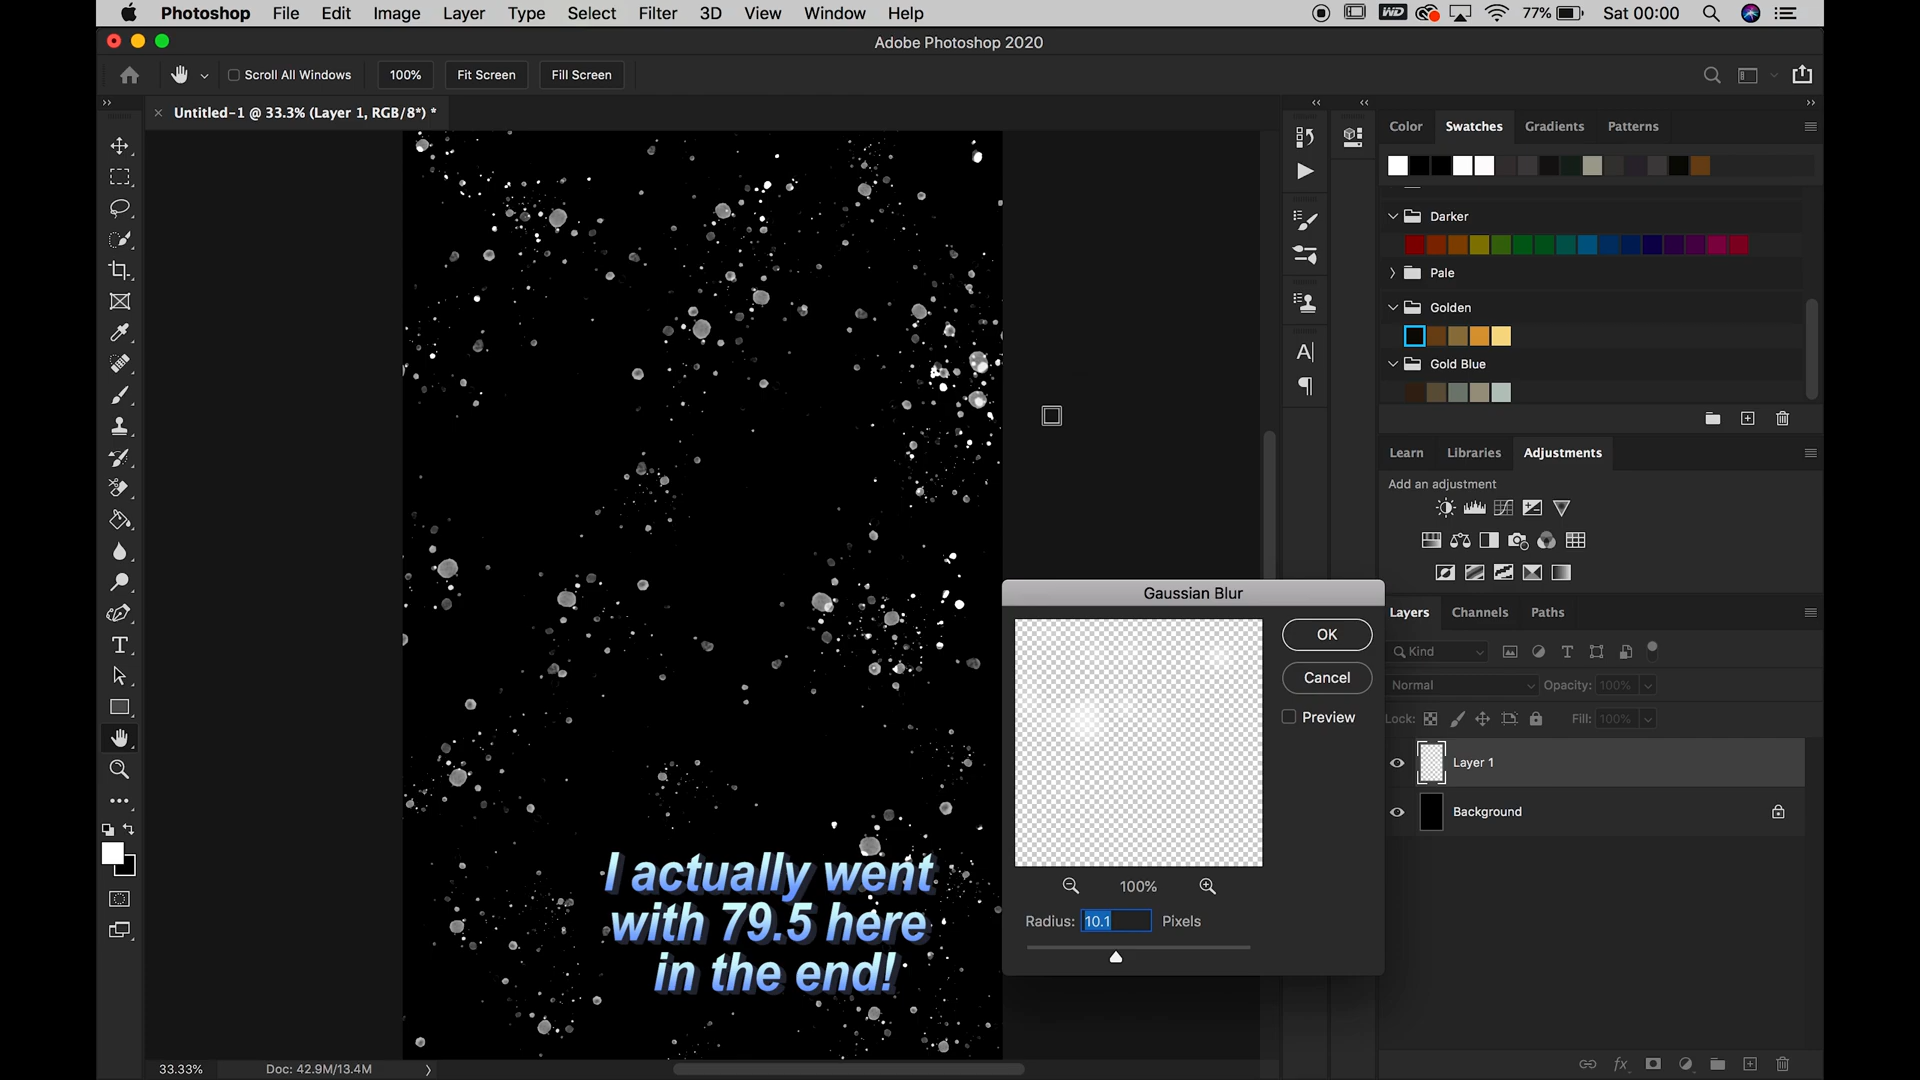 Photoshop File Edit Image Layer Type Select Filter 3D View Window Help WD 77% Sat 00:00
Adobe Photoshop 2020
Scroll All Windows 100% Fit Screen Fill Screen
Untitled-1 @ 33.3% (Layer 1, RGB/8*) *
Color Swatches Gradients Patterns
Darker
Pale
Golden
Gold Blue
Learn Libraries Adjustments
Add an adjustment
Gaussian Blur
OK
Cancel
Preview
100%
Radius: 10.1 Pixels
Layers Channels Paths
Kind
Normal Opacity: 100%
Lock: Fill: 100%
Layer 1
Background
I actually went
with 79.5 here
in the end!
33.33% Doc: 42.9M/13.4M